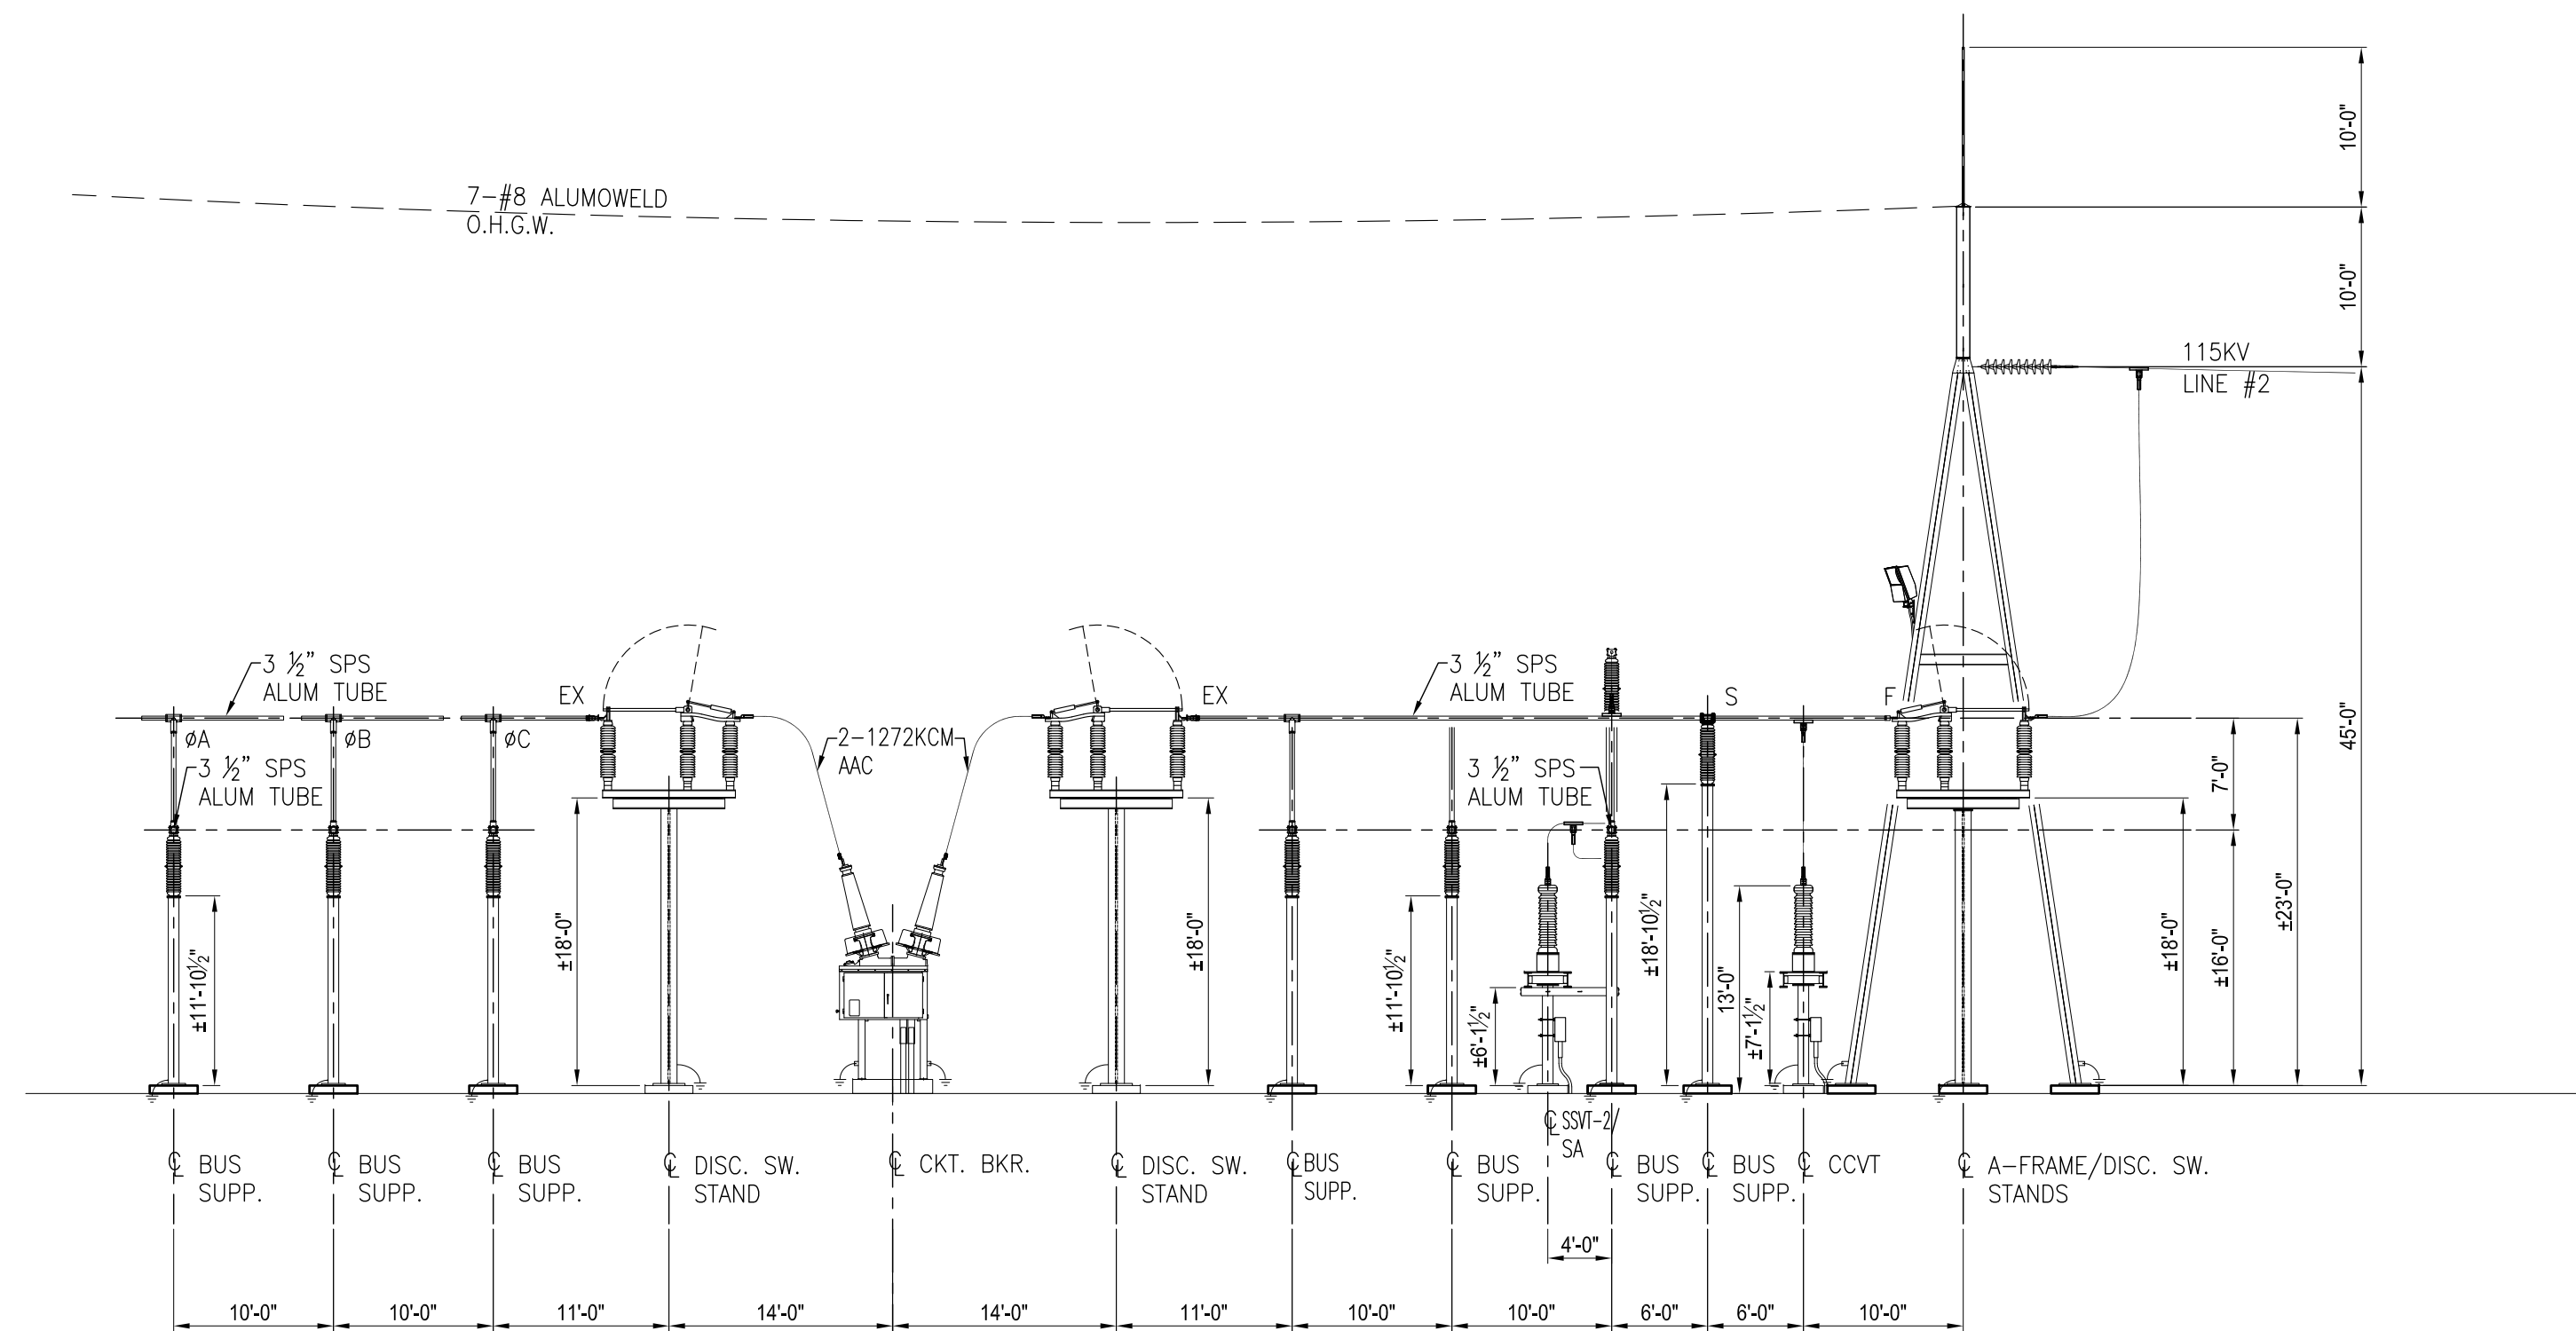 10'-0"
7-#8 ALUMOWELD
O.H.G.W.
10'-0"
115KV
LINE #2
45'-0"
3 ½" SPS
ALUM TUBE
EX
EX
3 ½" SPS
ALUM TUBE
S
F
øA
øB
øC
3 ½" SPS
ALUM TUBE
2-1272KCM
AAC
3 ½" SPS
ALUM TUBE
7'-0"
±11'-10½"
±18'-0"
±18'-0"
±11'-10½"
±6'-1½"
±18'-10½"
13'-0"
±7'-1½"
±18'-0"
±16'-0"
±23'-0"
℄ SSVT-2/
SA
℄ BUS
SUPP.
℄ BUS
SUPP.
℄ BUS
SUPP.
℄ DISC. SW.
STAND
℄ CKT. BKR.
℄ DISC. SW.
STAND
℄ BUS
SUPP.
℄ BUS
SUPP.
℄ BUS
SUPP.
℄ BUS
SUPP.
℄ CCVT
℄ A-FRAME/DISC. SW.
STANDS
4'-0"
10'-0"
10'-0"
11'-0"
14'-0"
14'-0"
11'-0"
10'-0"
10'-0"
6'-0"
6'-0"
10'-0"